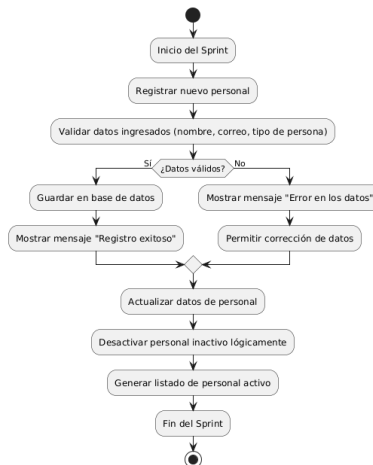 Inicio del Sprint
Registrar nuevo personal
Validar datos ingresados (nombre, correo, tipo de persona)
Sí
¿Datos válidos?
No
Guardar en base de datos
Mostrar mensaje "Error en los datos"
Mostrar mensaje "Registro exitoso"
Permitir corrección de datos
Actualizar datos de personal
Desactivar personal inactivo lógicamente
Generar listado de personal activo
Fin del Sprint